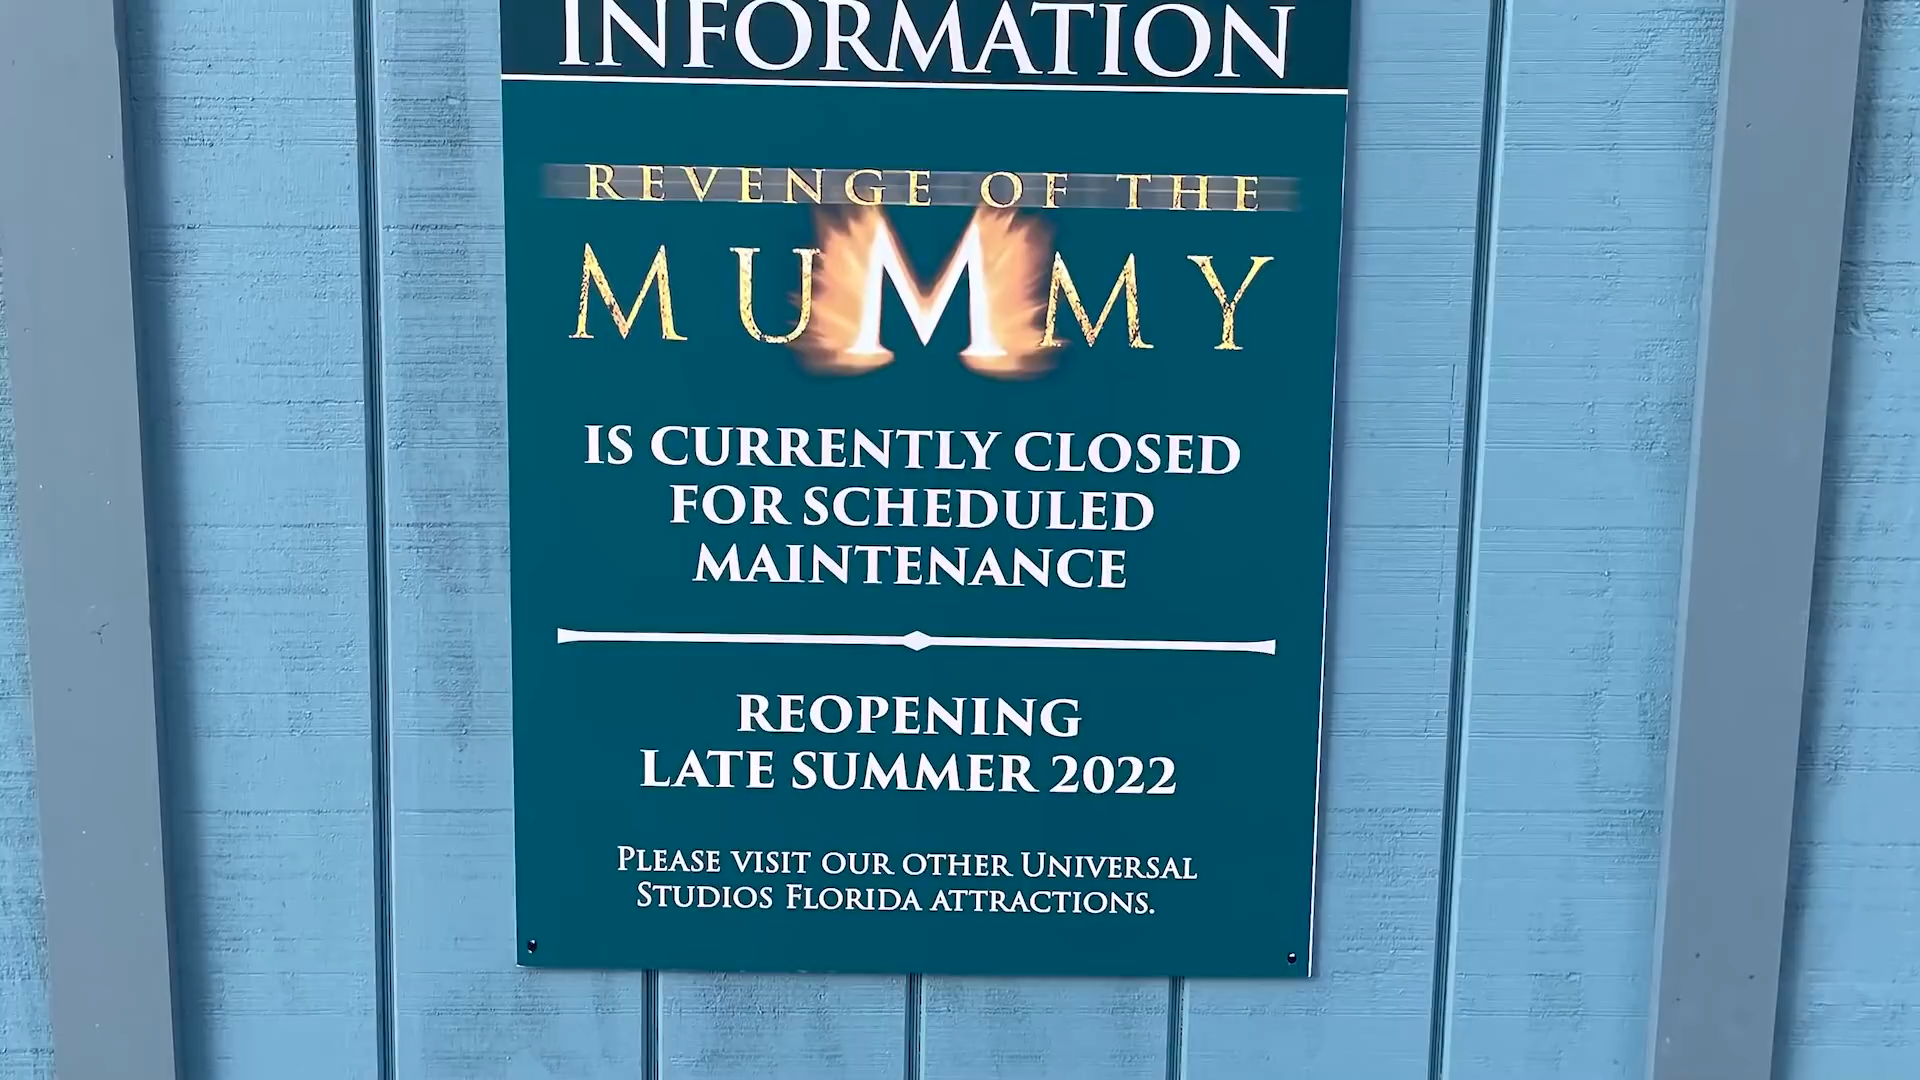 INFORMATION
REVENGE OF THE
MUMMY
IS CURRENTLY CLOSED
FOR SCHEDULED
MAINTENANCE
REOPENING
LATE SUMMER 2022
PLEASE VISIT OUR OTHER UNIVERSAL
STUDIOS FLORIDA ATTRACTIONS.